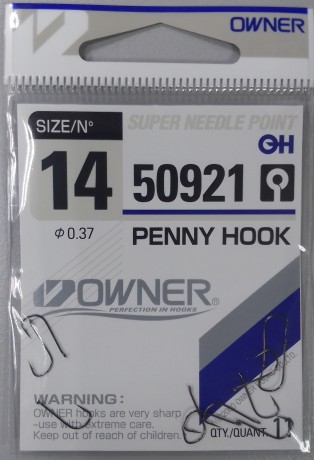 OWNER
SIZE/Nº
SUPER NEEDLE POINT
OH
14
50921
φ 0.37
PENNY HOOK
OWNER®
PERFECTION IN HOOKS
WARNING:
OWNER hooks are very sharp
-use with extreme care.
Keep out of reach of children.
QTY/QUANT.